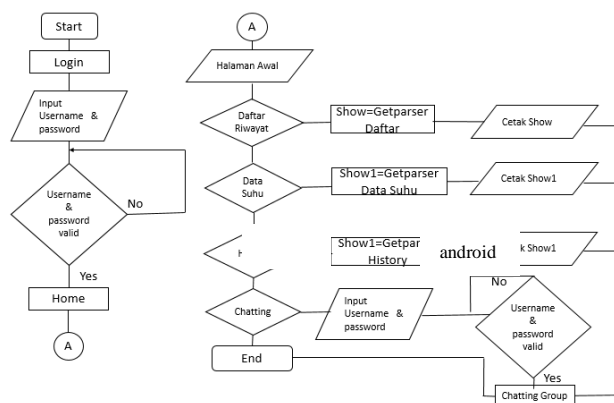 Start
Login
Input
Username &
password
Username
&
password
valid
No
Yes
Home
A
A
Halaman Awal
Daftar
Riwayat
Show=Getparser
Daftar
Cetak Show
Data
Suhu
Show1=Getparser
Data Suhu
Cetak Show1
H
Show1=Getpar
History
android
k Show1
Chatting
Input
Username &
password
No
Username
&
password
valid
Yes
End
Chatting Group